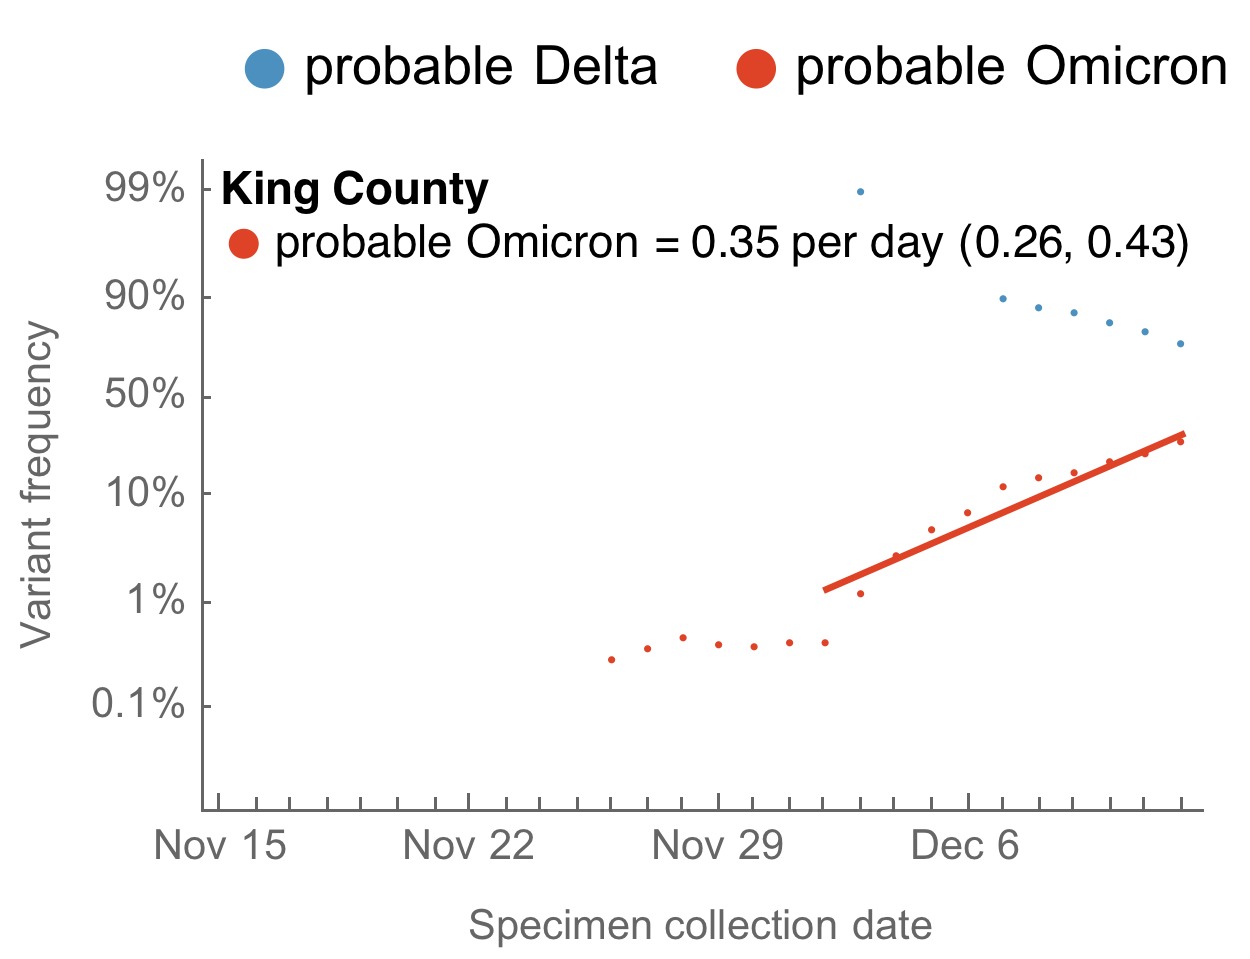 probable Delta probable Omicron
King County
probable Omicron = 0.35 per day (0.26, 0.43)
Variant frequency
99%
90%
50%
10%
1%
0.1%
Nov 15 Nov 22 Nov 29 Dec 6
Specimen collection date